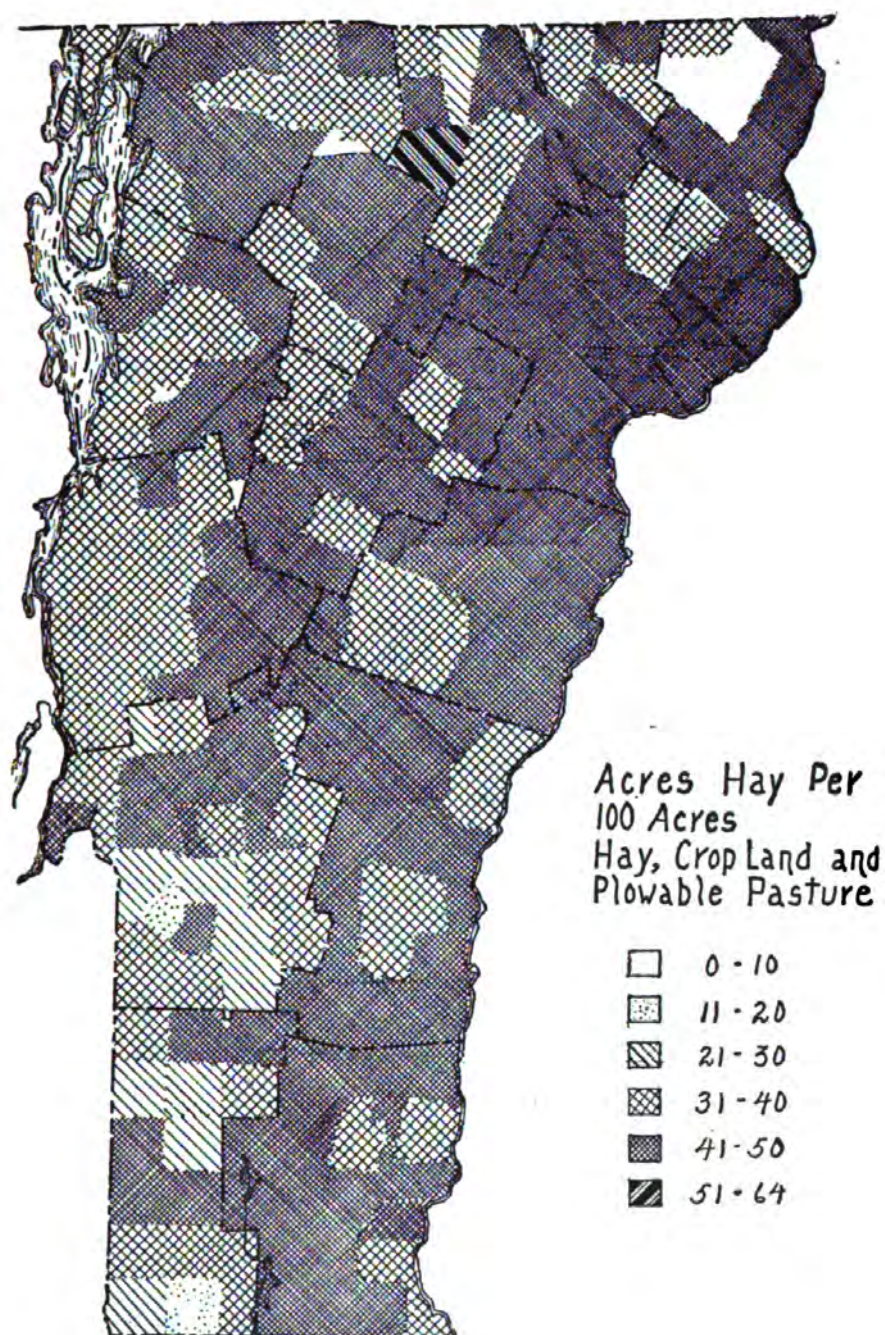 Acres Hay Per
100 Acres
Hay, Crop Land and
Plowable Pasture
0 - 10
11 - 20
21 - 30
31 - 40
41 - 50
51 - 64